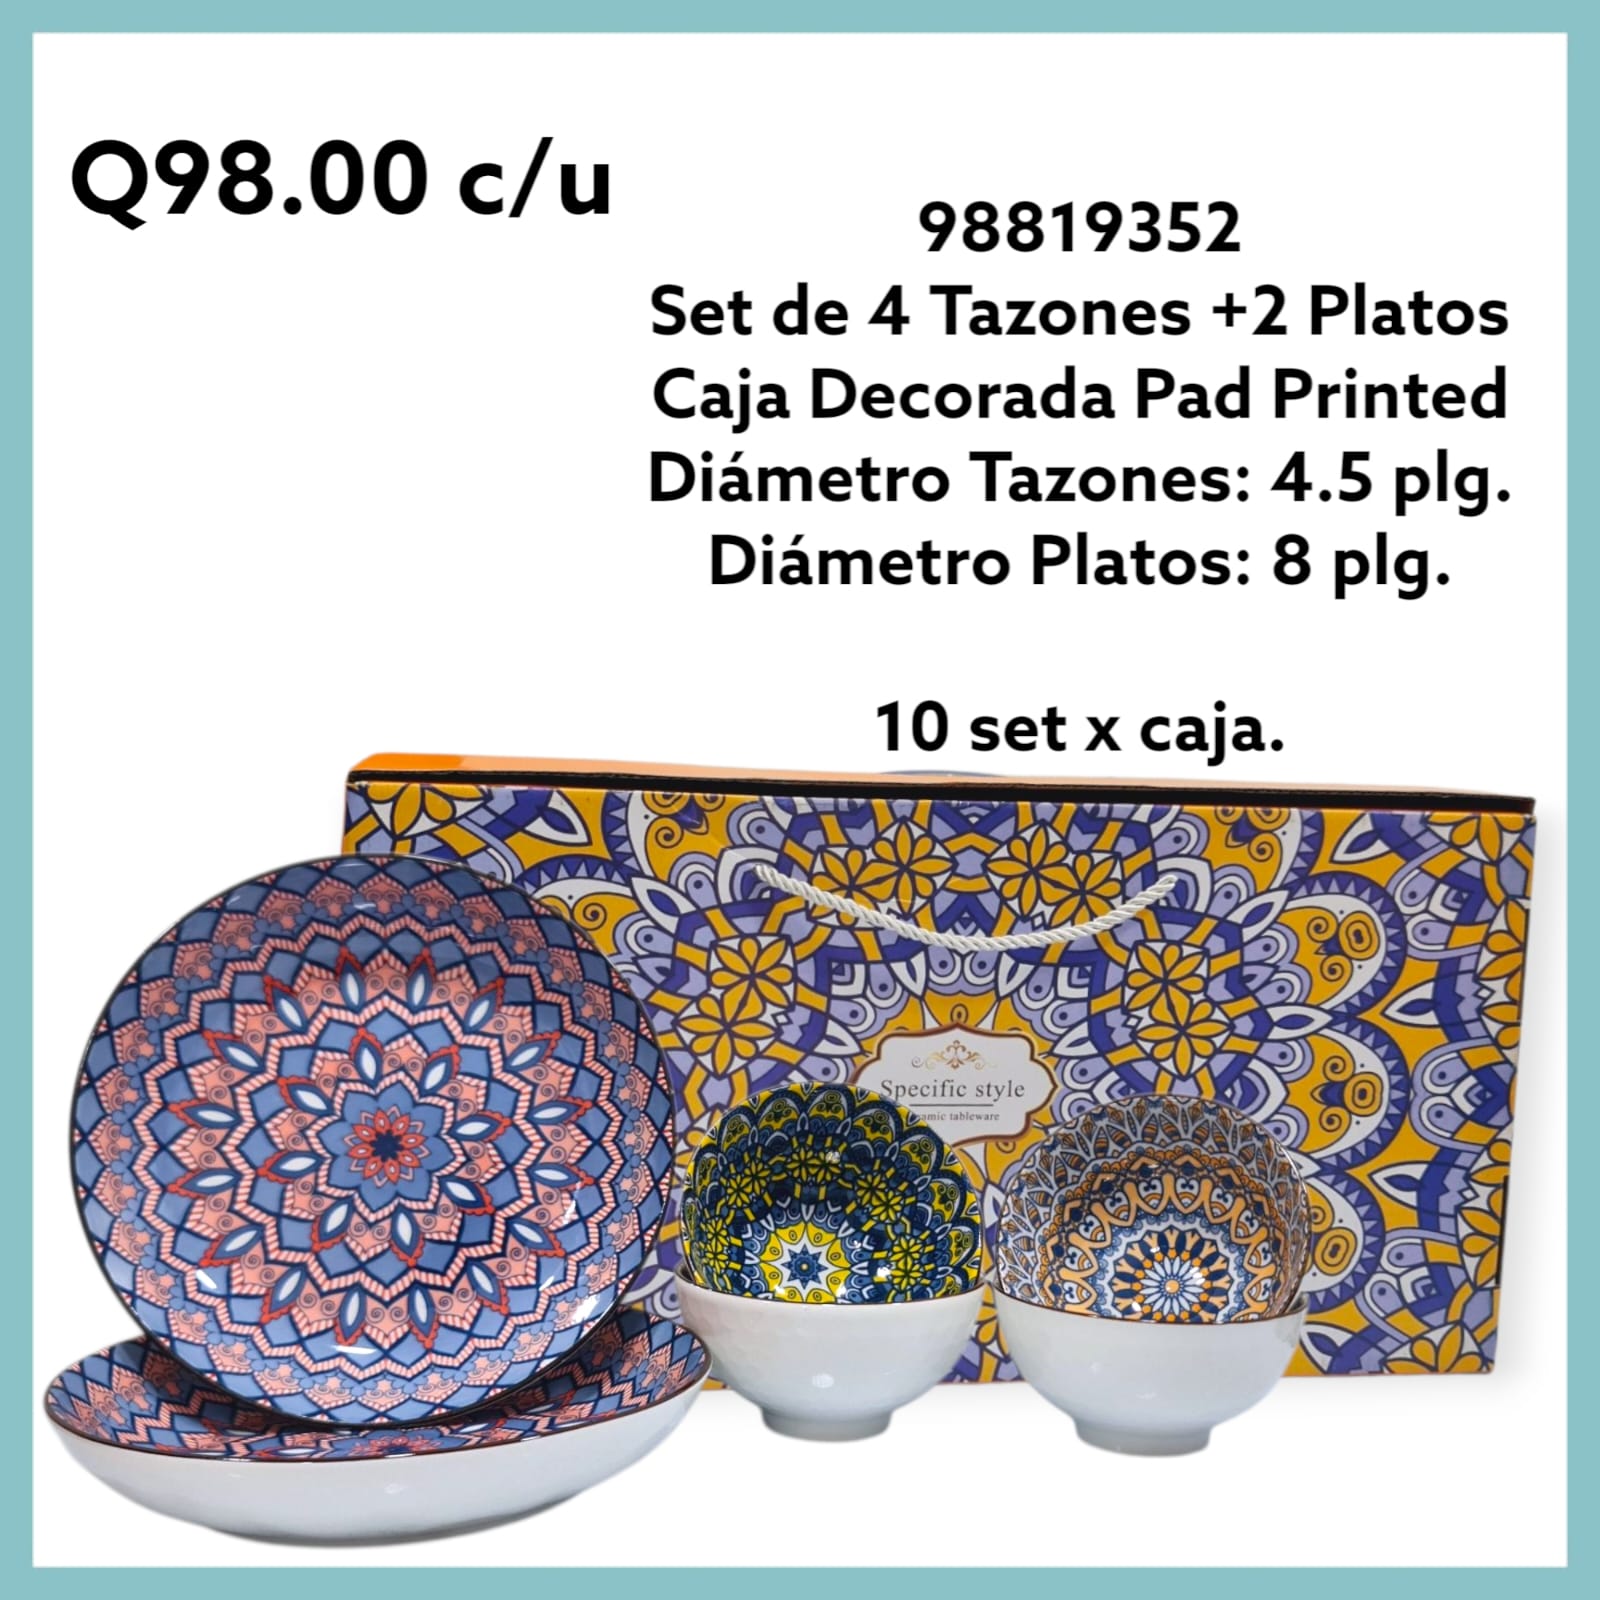 Q98.00 c/u
98819352
Set de 4 Tazones +2 Platos
Caja Decorada Pad Printed
Diámetro Tazones: 4.5 plg.
Diámetro Platos: 8 plg.
10 set x caja.
Specific style
tableware